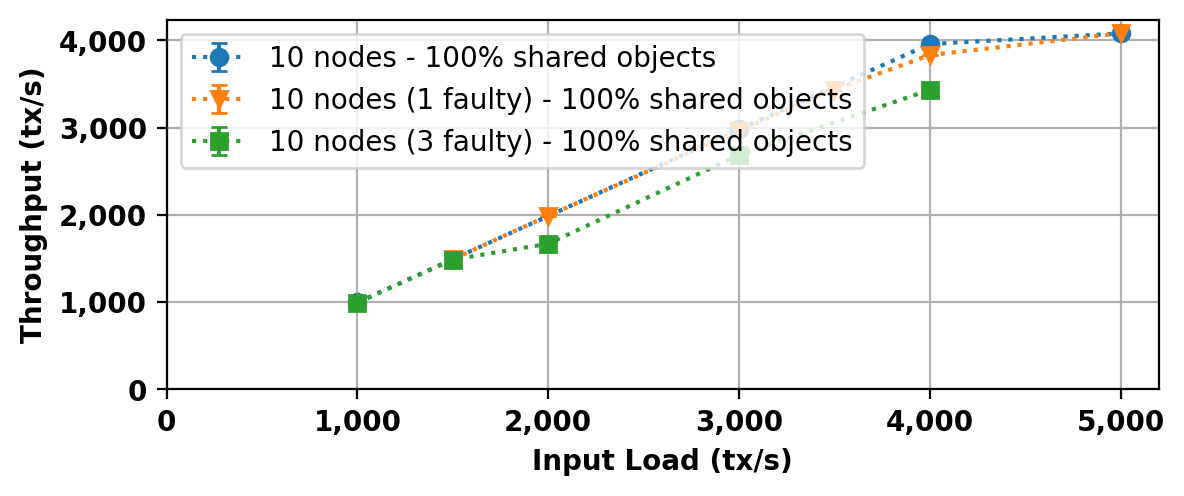 4,000
3,000
2,000
1,000
0
Throughput (tx/s)
10 nodes - 100% shared objects
10 nodes (1 faulty) - 100% shared objects
10 nodes (3 faulty) - 100% shared objects
0 1,000 2,000 3,000 4,000 5,000
Input Load (tx/s)